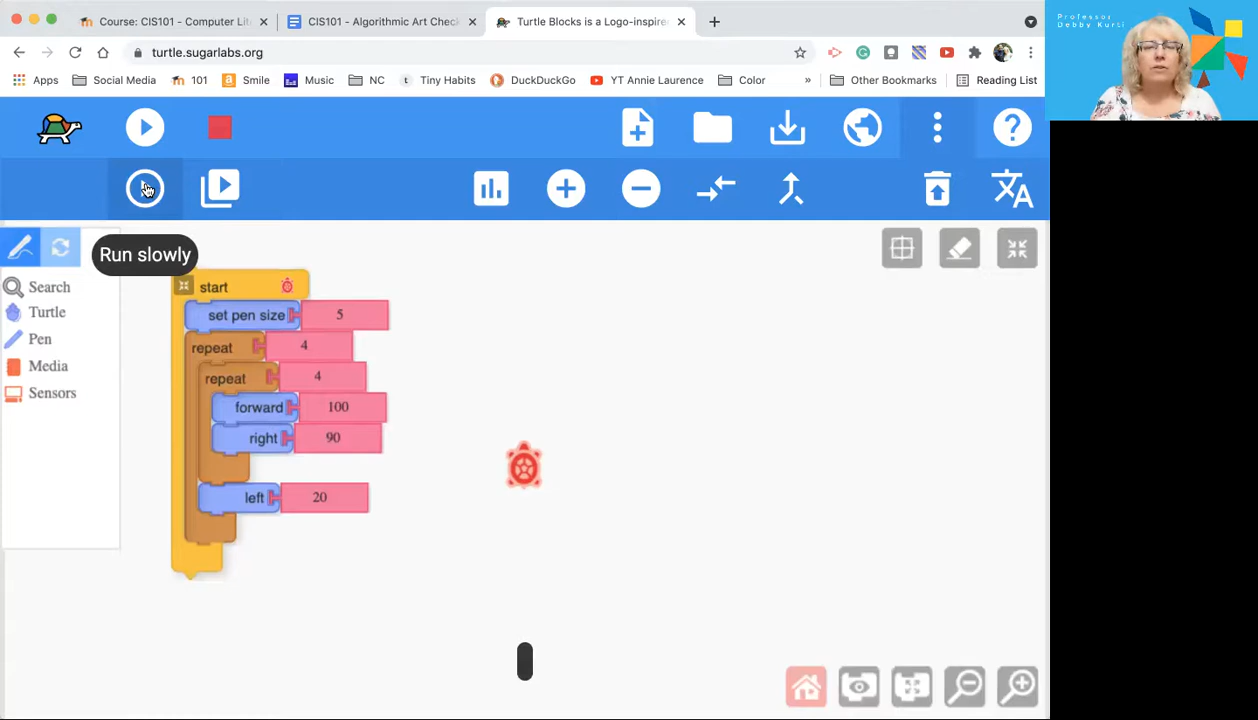 Course: CIS101 - Computer Lit
CIS101 - Algorithmic Art Check
Turtle Blocks is a Logo-inspire
turtle.sugarlabs.org
Apps
Social Media
101
Smile
Music
NC
Tiny Habits
DuckDuckGo
YT Annie Laurence
Color
»
Other Bookmarks
Reading List
Professor
Debby Kurti
Run slowly
Search
Turtle
Pen
Media
Sensors
start
set pen size 5
repeat 4
repeat 4
forward 100
right 90
left 20